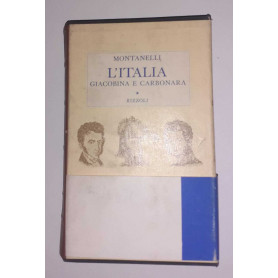 MONTANELLI
L'ITALIA
GIACOBINA E CARBONARA
RIZZOLI